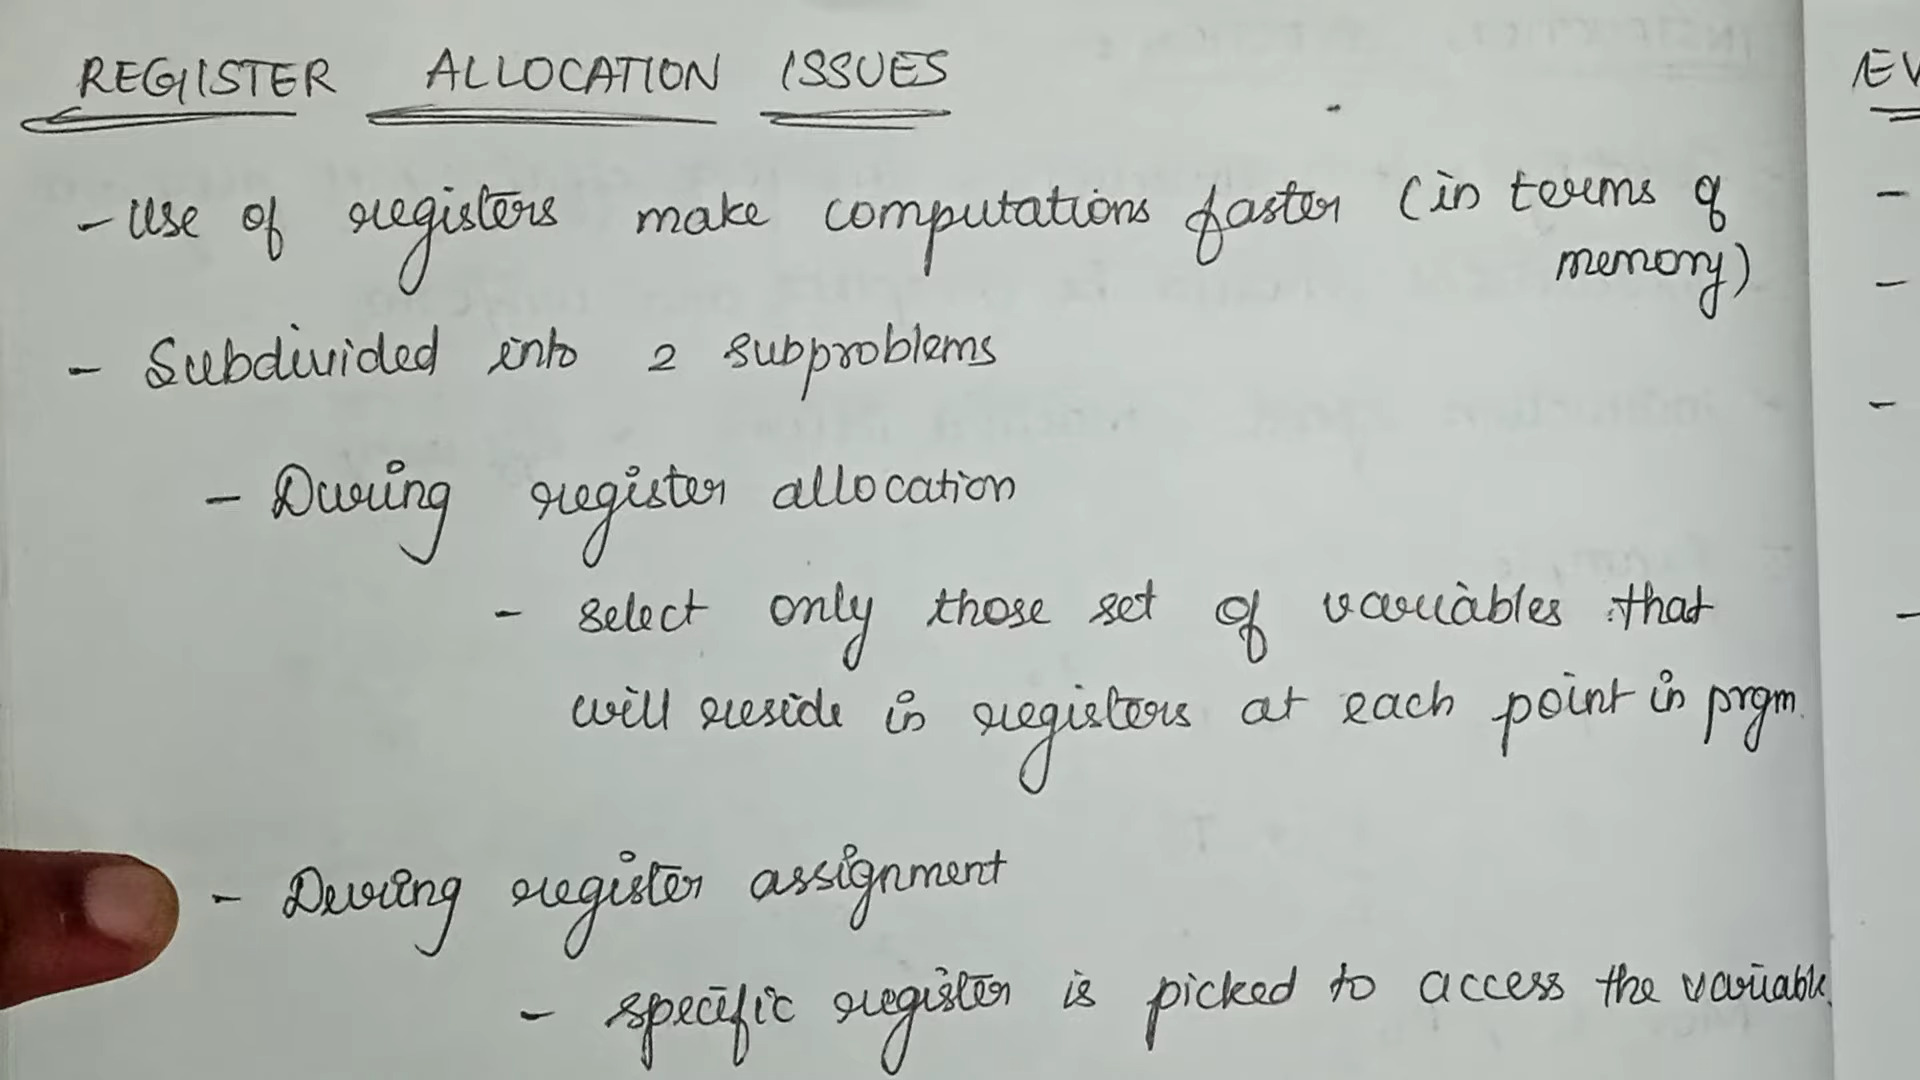 REGISTER ALLOCATION ISSUES
- Use of registers make computations faster (in terms of
memory)
- Subdivided into 2 subproblems
- During register allocation
- select only those set of variables that
will reside in registers at each point in prgm.
- During register assignment
- specific register is picked to access the variable.
EV
-
-
-
-